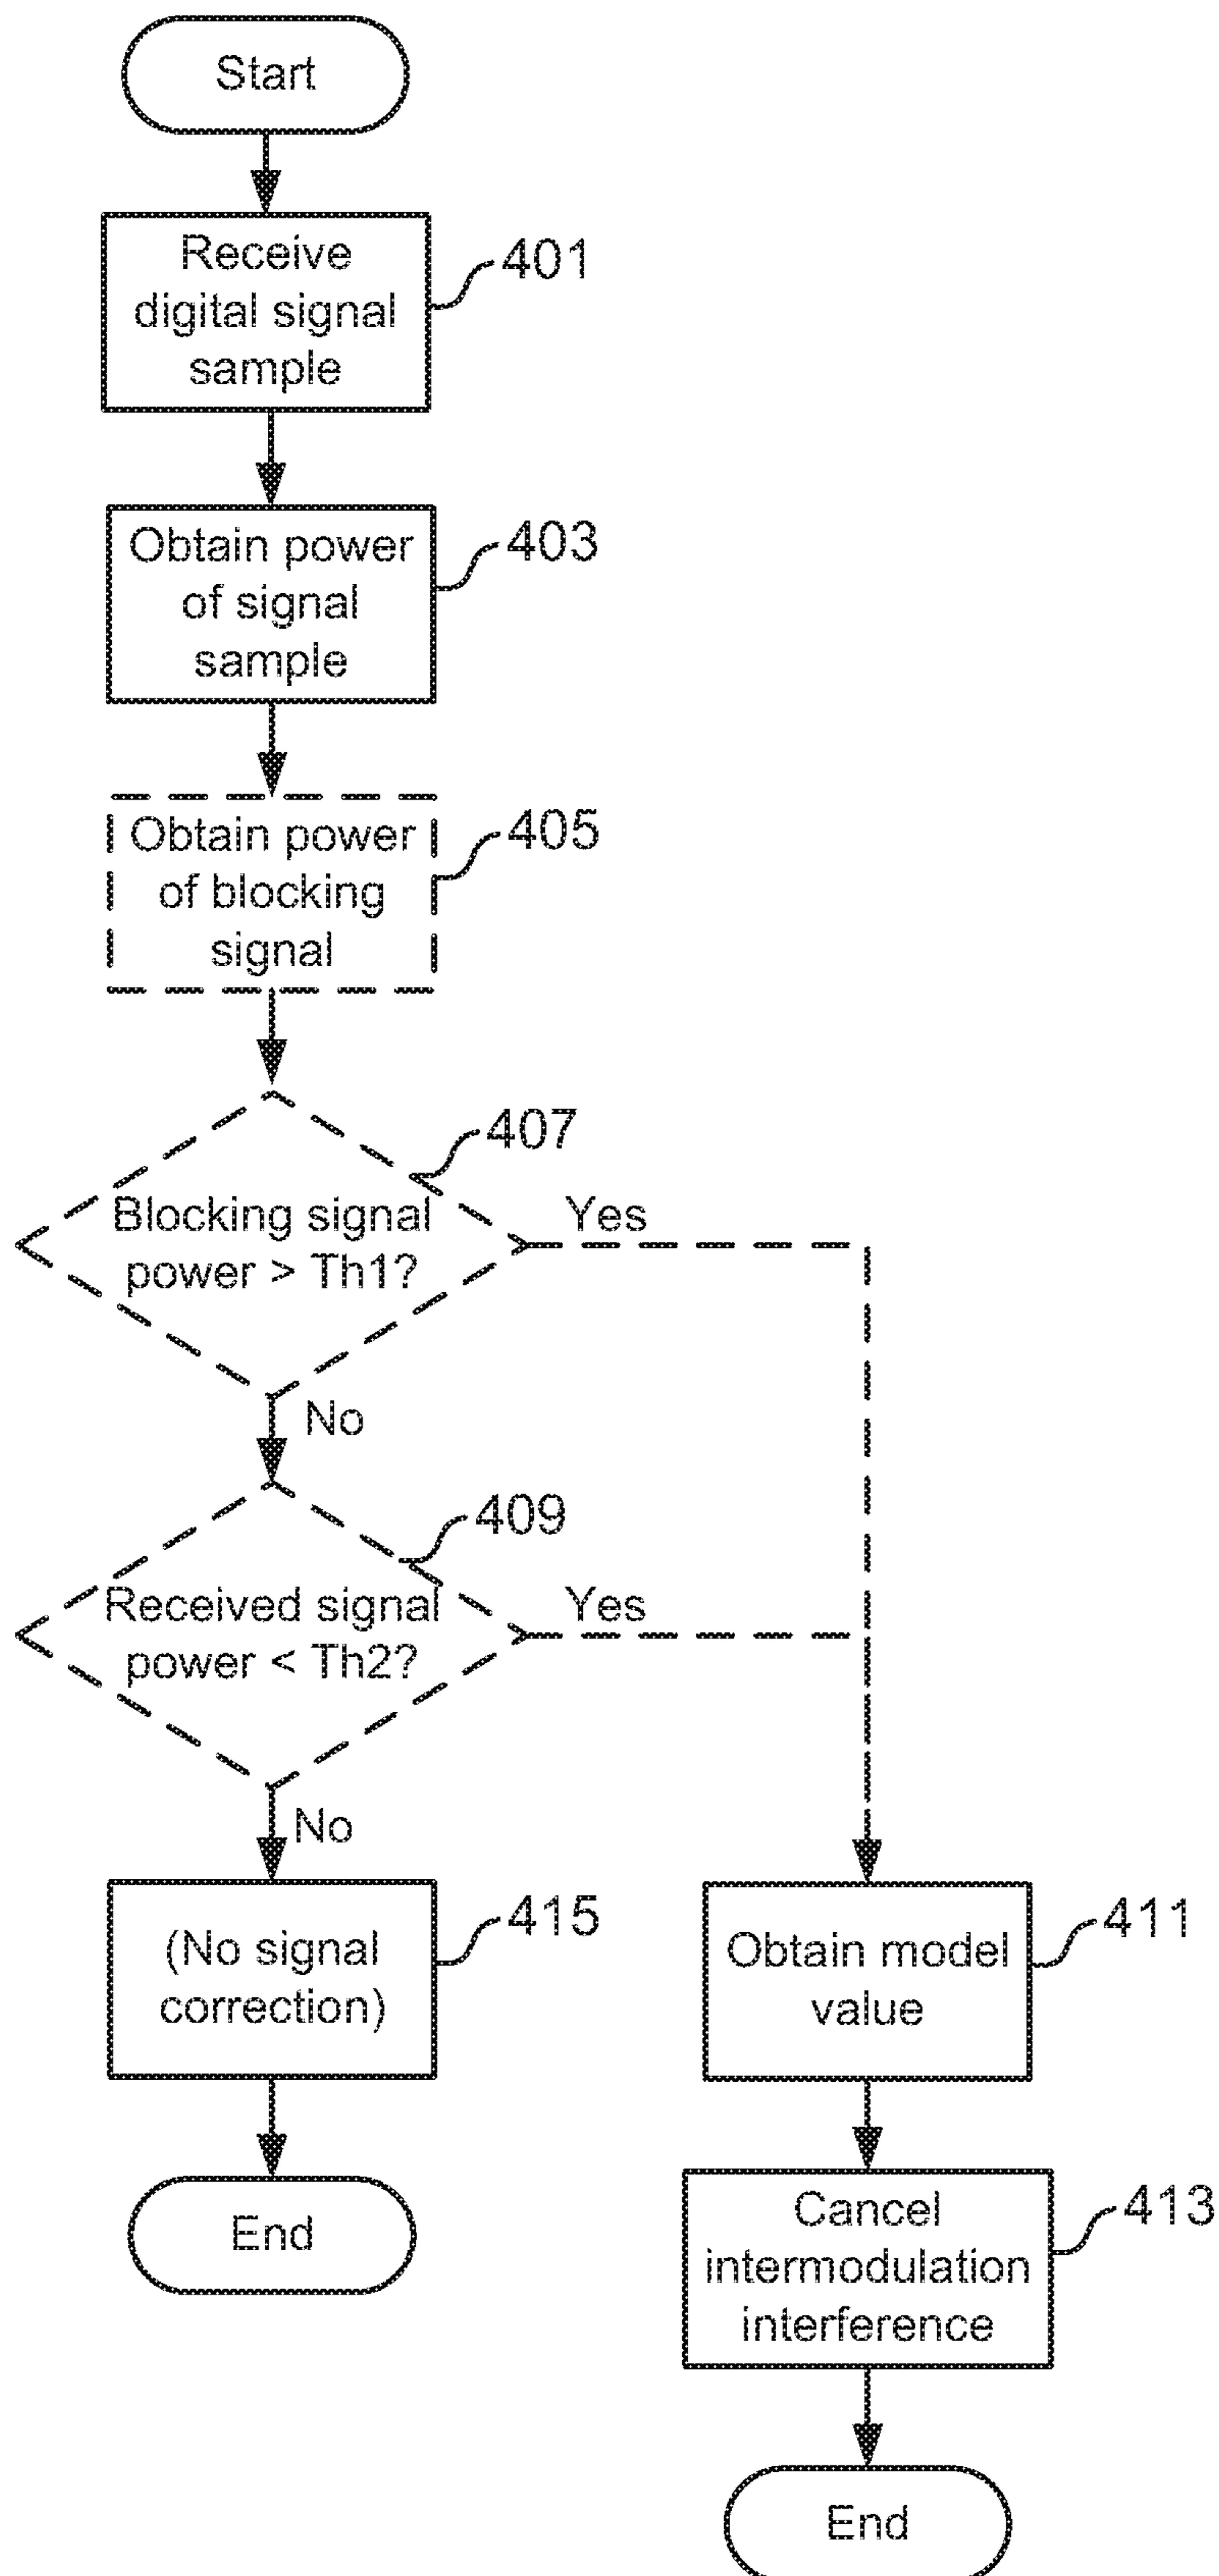 Start
Receive
digital signal
sample
401
Obtain power
of signal
sample
403
Obtain power
of blocking
signal
405
407
Blocking signal
power > Th1?
Yes
No
409
Received signal
power < Th2?
Yes
No
(No signal
correction)
415
Obtain model
value
411
End
Cancel
intermodulation
interference
413
End